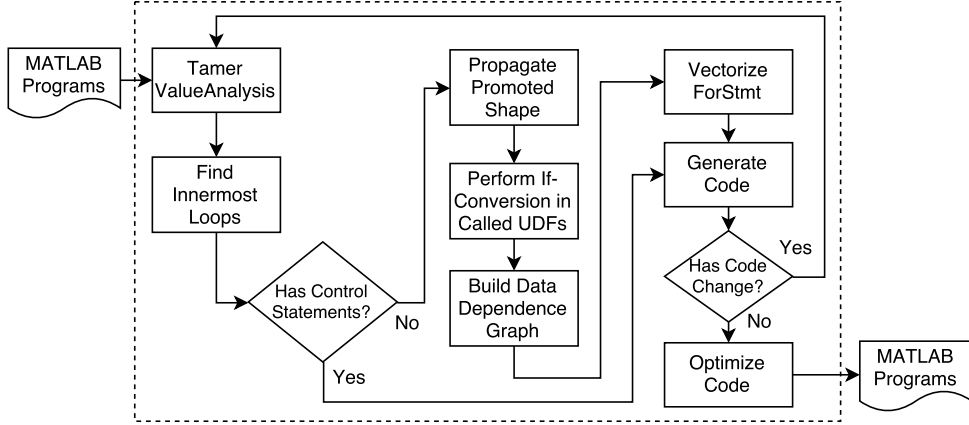 MATLAB
Programs
Tamer
ValueAnalysis
Find
Innermost
Loops
Has Control
Statements?
No
Yes
Propagate
Promoted
Shape
Perform If-
Conversion in
Called UDFs
Build Data
Dependence
Graph
Vectorize
ForStmt
Generate
Code
Has Code
Change?
Yes
No
Optimize
Code
MATLAB
Programs